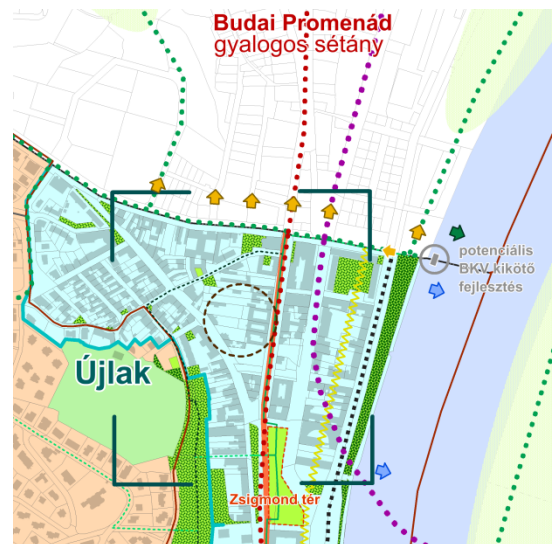 Budai Promenád
gyalogos sétány
potenciális
BKV kikötő
fejlesztés
Újlak
Zsigmond tér